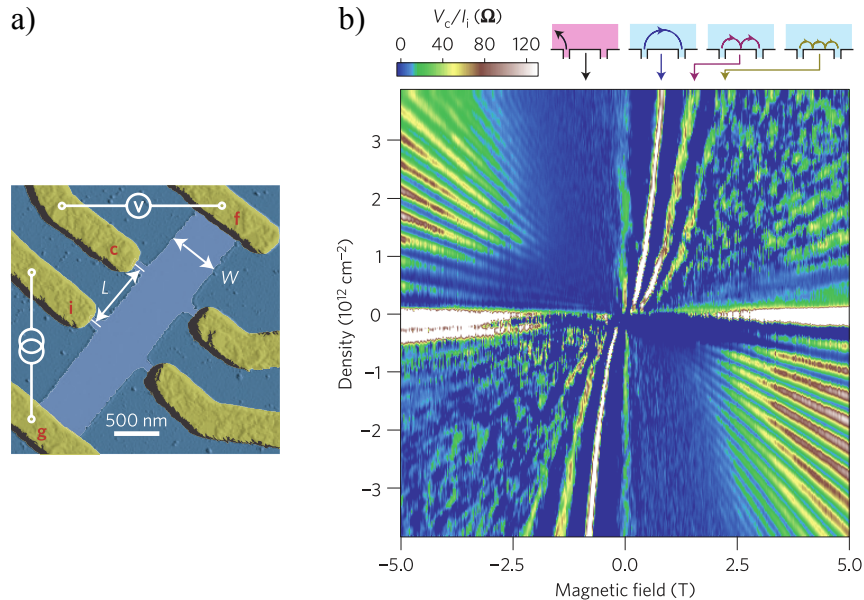 a)
V
f
c
W
L
i
g
500 nm
b)
Vc/Ii (Ω)
0 40 80 120
Density (10¹² cm⁻²)
3
2
1
0
−1
−2
−3
−5.0 −2.5 0.0 2.5 5.0
Magnetic field (T)